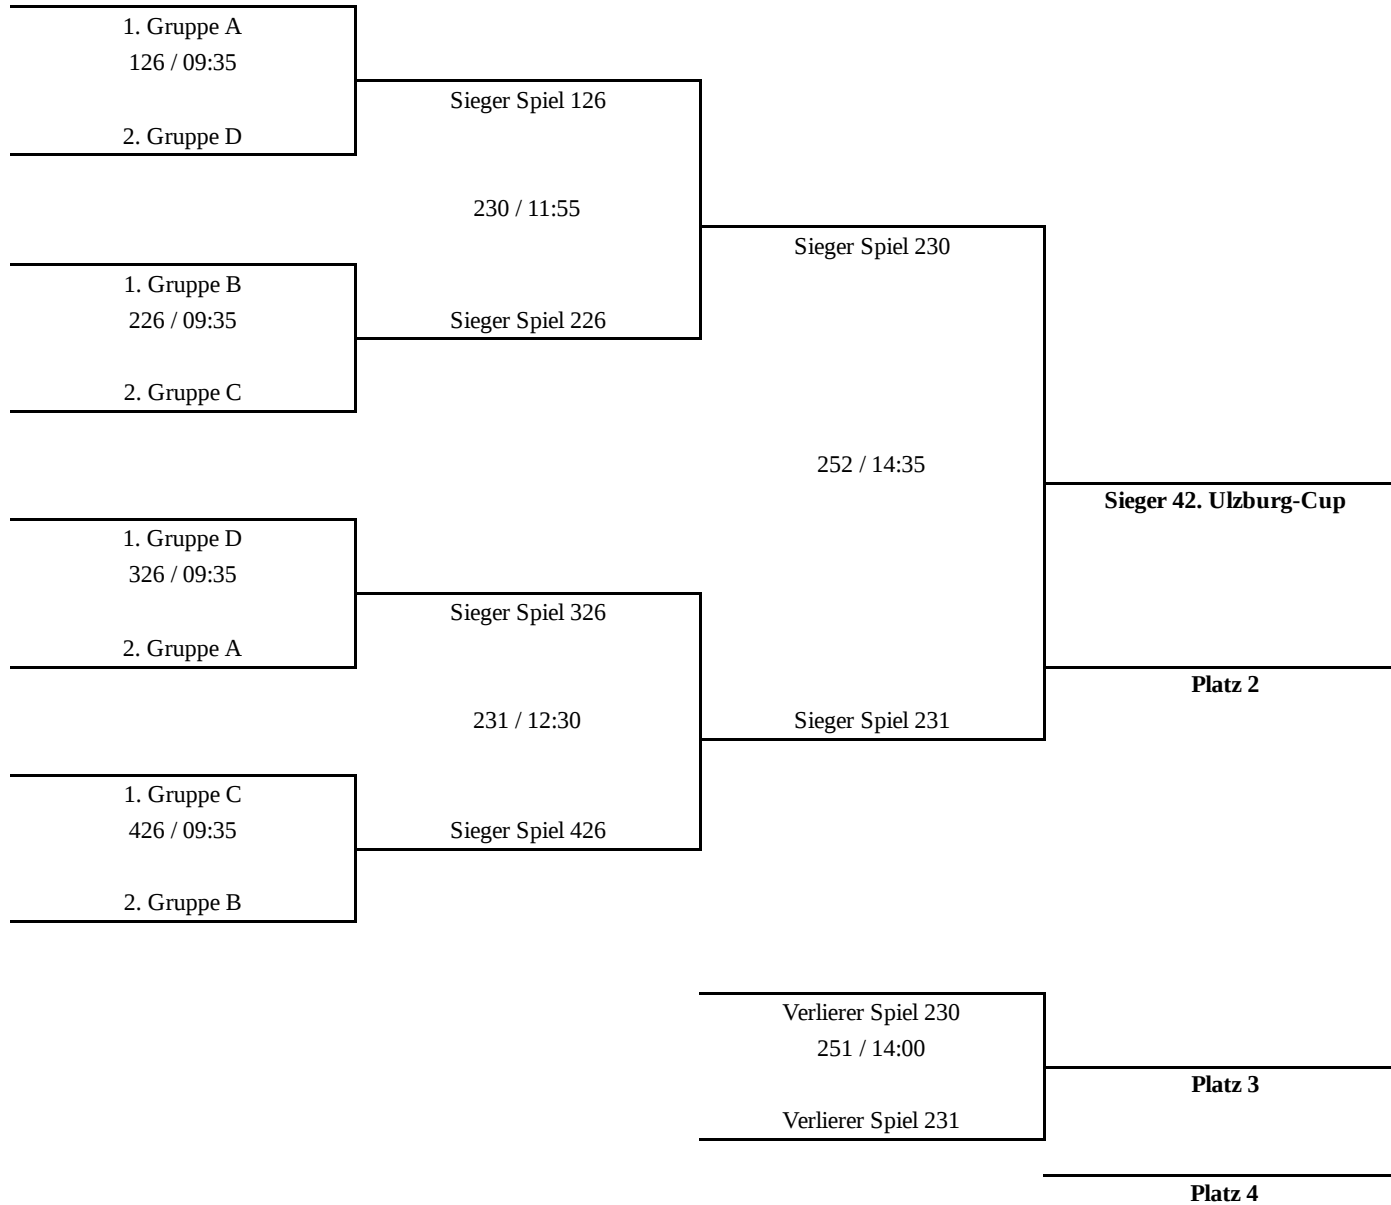 1. Gruppe A
126 / 09:35
2. Gruppe D
Sieger Spiel 126
230 / 11:55
Sieger Spiel 226
1. Gruppe B
226 / 09:35
2. Gruppe C
Sieger Spiel 230
252 / 14:35
Sieger Spiel 231
Sieger 42. Ulzburg-Cup
Platz 2
1. Gruppe D
326 / 09:35
2. Gruppe A
Sieger Spiel 326
231 / 12:30
Sieger Spiel 426
1. Gruppe C
426 / 09:35
2. Gruppe B
Verlierer Spiel 230
251 / 14:00
Verlierer Spiel 231
Platz 3
Platz 4